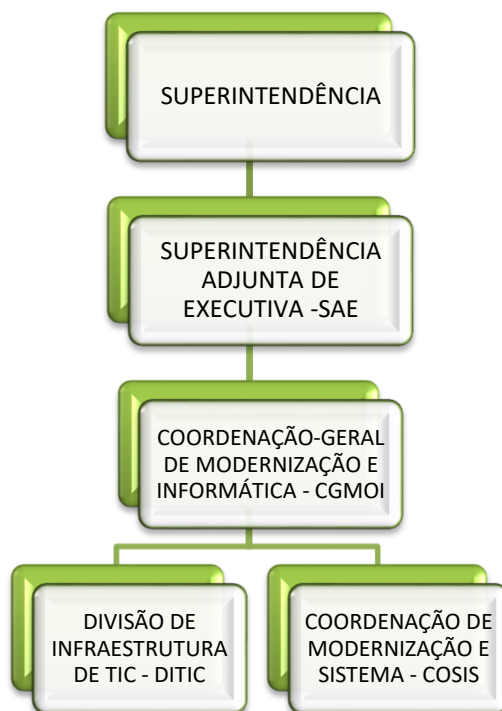 SUPERINTENDÊNCIA
SUPERINTENDÊNCIA
ADJUNTA DE
EXECUTIVA -SAE
COORDENAÇÃO-GERAL
DE MODERNIZAÇÃO E
INFORMÁTICA - CGMOI
DIVISÃO DE
INFRAESTRUTURA
DE TIC - DITIC
COORDENAÇÃO DE
MODERNIZAÇÃO E
SISTEMA - COSIS